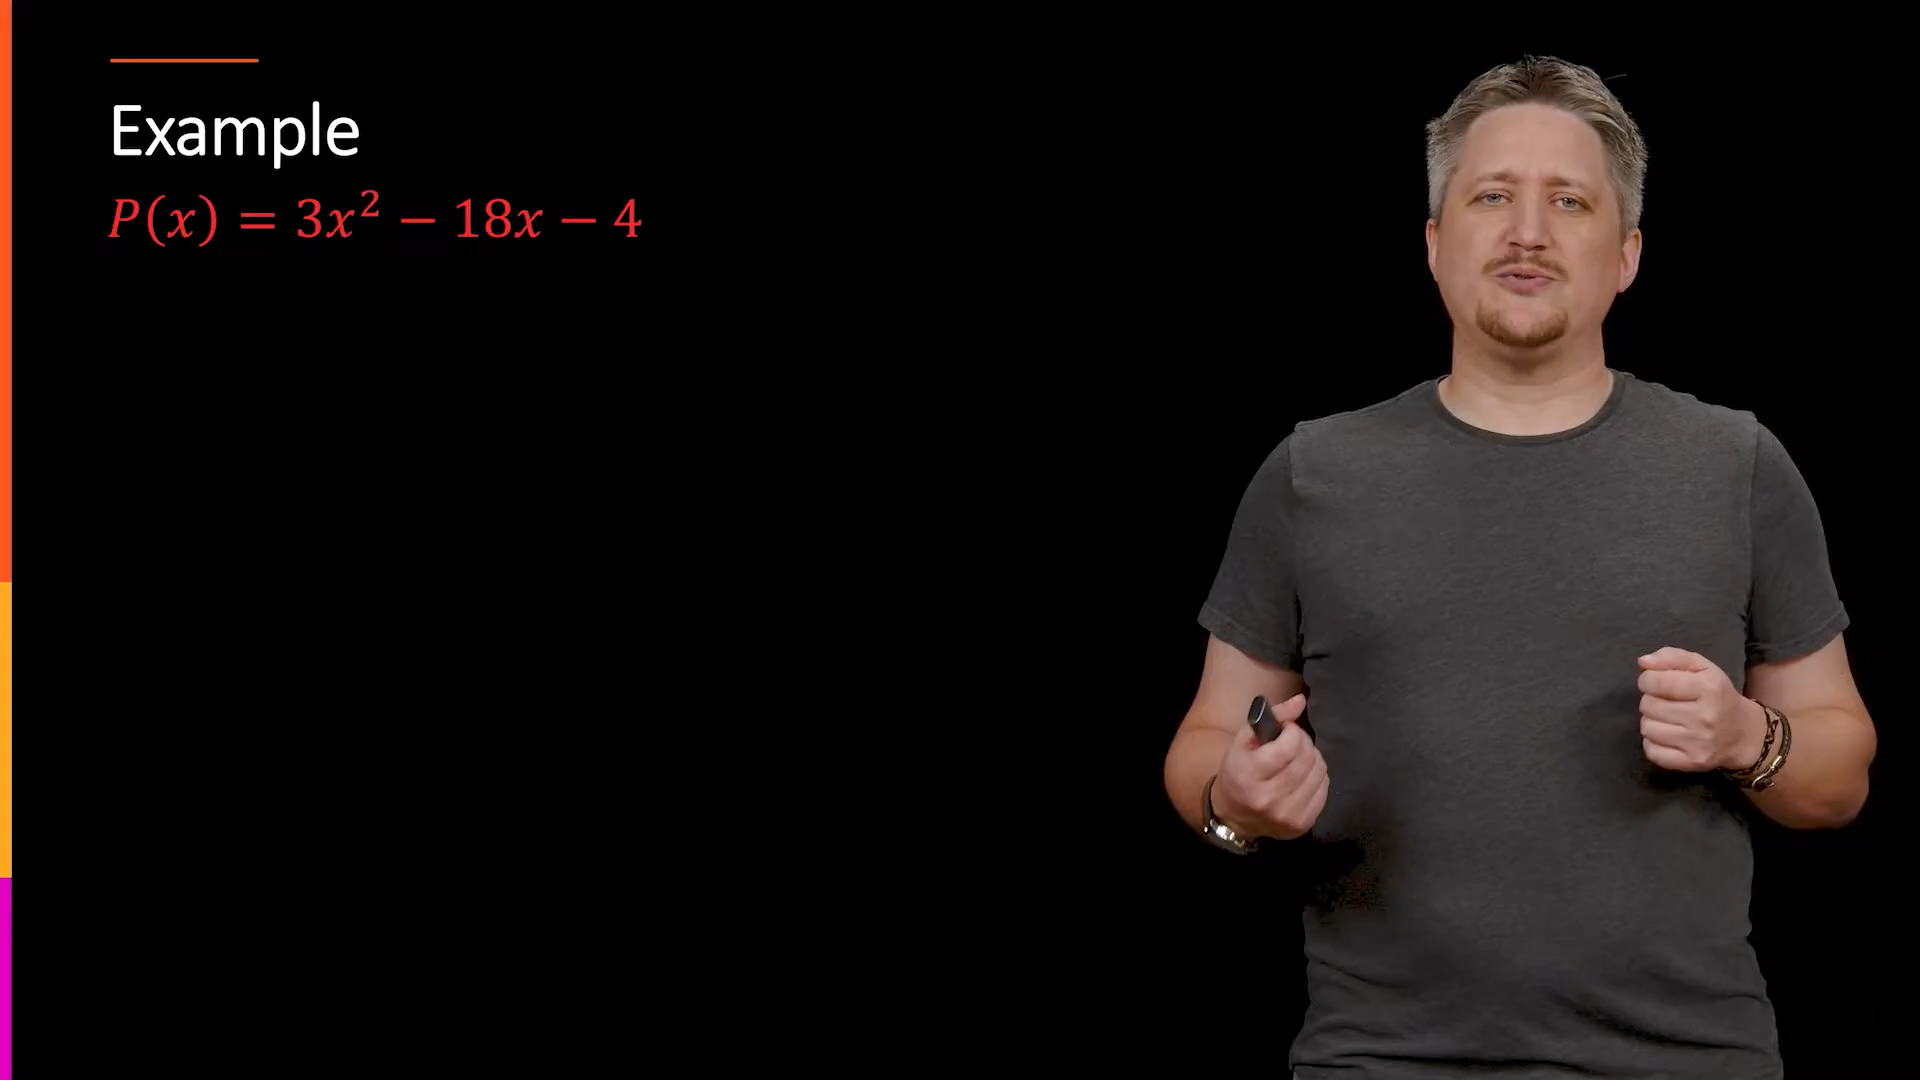 Example
P(x) = 3x² − 18x − 4